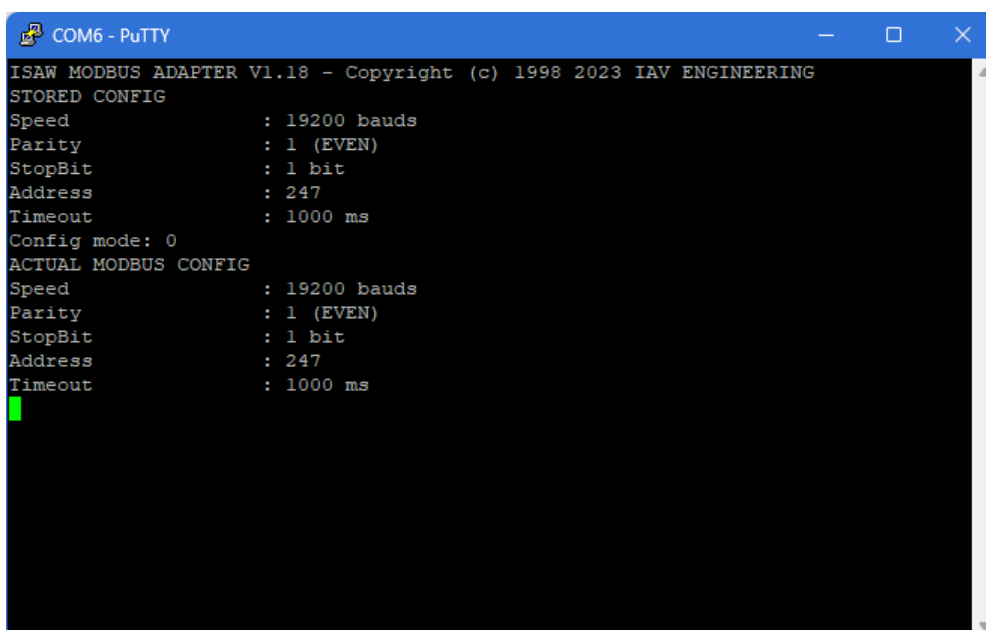 COM6 - PuTTY
ISAW MODBUS ADAPTER V1.18 - Copyright (c) 1998 2023 IAV ENGINEERING
STORED CONFIG
Speed : 19200 bauds
Parity : 1 (EVEN)
StopBit : 1 bit
Address : 247
Timeout : 1000 ms
Config mode: 0
ACTUAL MODBUS CONFIG
Speed : 19200 bauds
Parity : 1 (EVEN)
StopBit : 1 bit
Address : 247
Timeout : 1000 ms